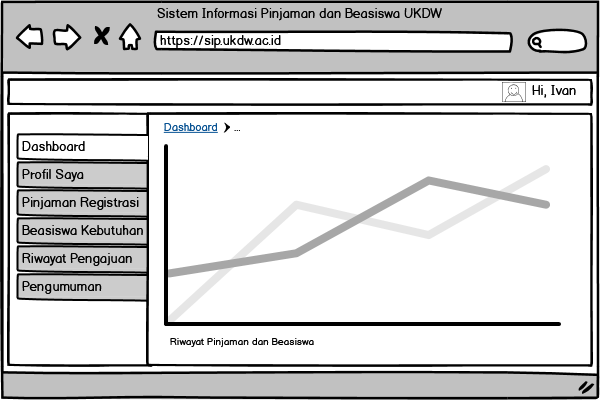 Sistem Informasi Pinjaman dan Beasiswa UKDW
https://sip.ukdw.ac.id
Hi, Ivan
Dashboard
Profil Saya
Pinjaman Registrasi
Beasiswa Kebutuhan
Riwayat Pengajuan
Pengumuman
Dashboard ...
Riwayat Pinjaman dan Beasiswa